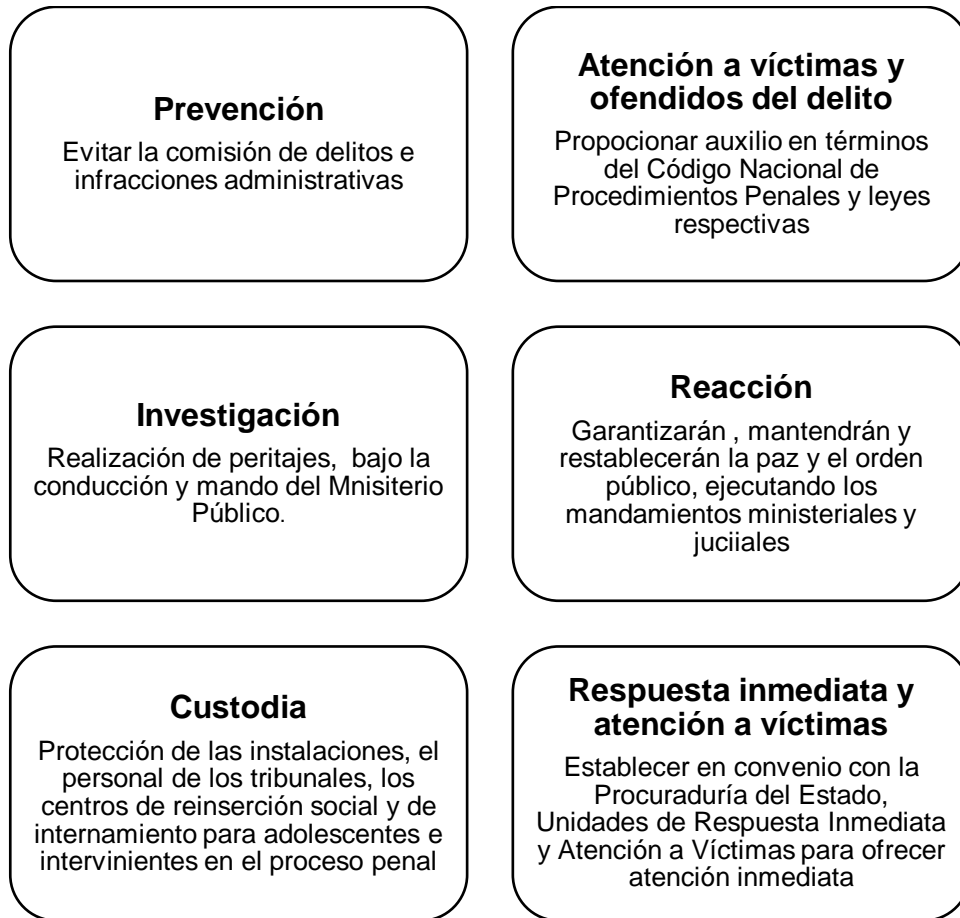 Prevención
Evitar la comisión de delitos e
infracciones administrativas
Atención a víctimas y
ofendidos del delito
Propocionar auxilio en términos
del Código Nacional de
Procedimientos Penales y leyes
respectivas
Investigación
Realización de peritajes, bajo la
conducción y mando del Mnisiterio
Público.
Reacción
Garantizarán , mantendrán y
restablecerán la paz y el orden
público, ejecutando los
mandamientos ministeriales y
juciiales
Custodia
Protección de las instalaciones, el
personal de los tribunales, los
centros de reinserción social y de
internamiento para adolescentes e
intervinientes en el proceso penal
Respuesta inmediata y
atención a víctimas
Establecer en convenio con la
Procuraduría del Estado,
Unidades de Respuesta Inmediata
y Atención a Víctimas para ofrecer
atención inmediata